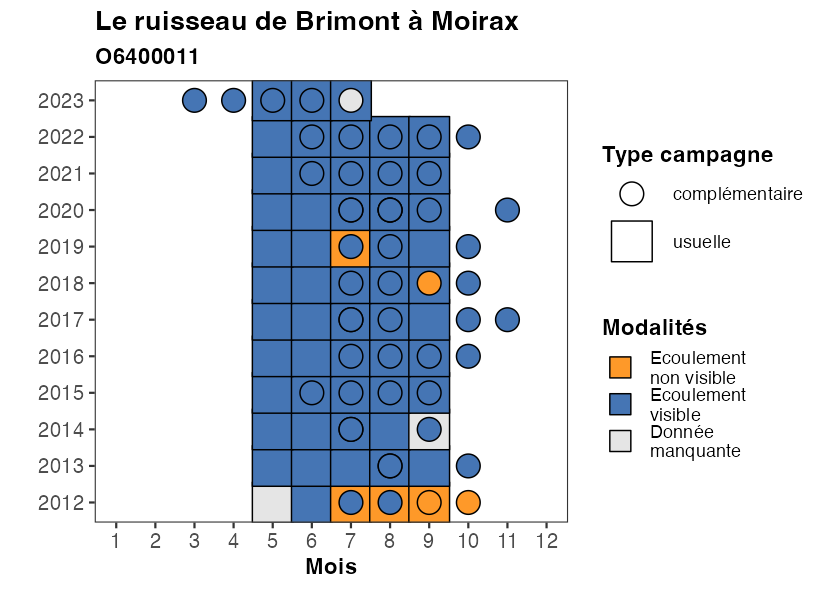 Le ruisseau de Brimont à Moirax
O6400011
2023
2022
2021
2020
2019
2018
2017
2016
2015
2014
2013
2012
1 2 3 4 5 6 7 8 9 10 11 12
Mois
Type campagne
complémentaire
usuelle
Modalités
Ecoulement
non visible
Ecoulement
visible
Donnée
manquante